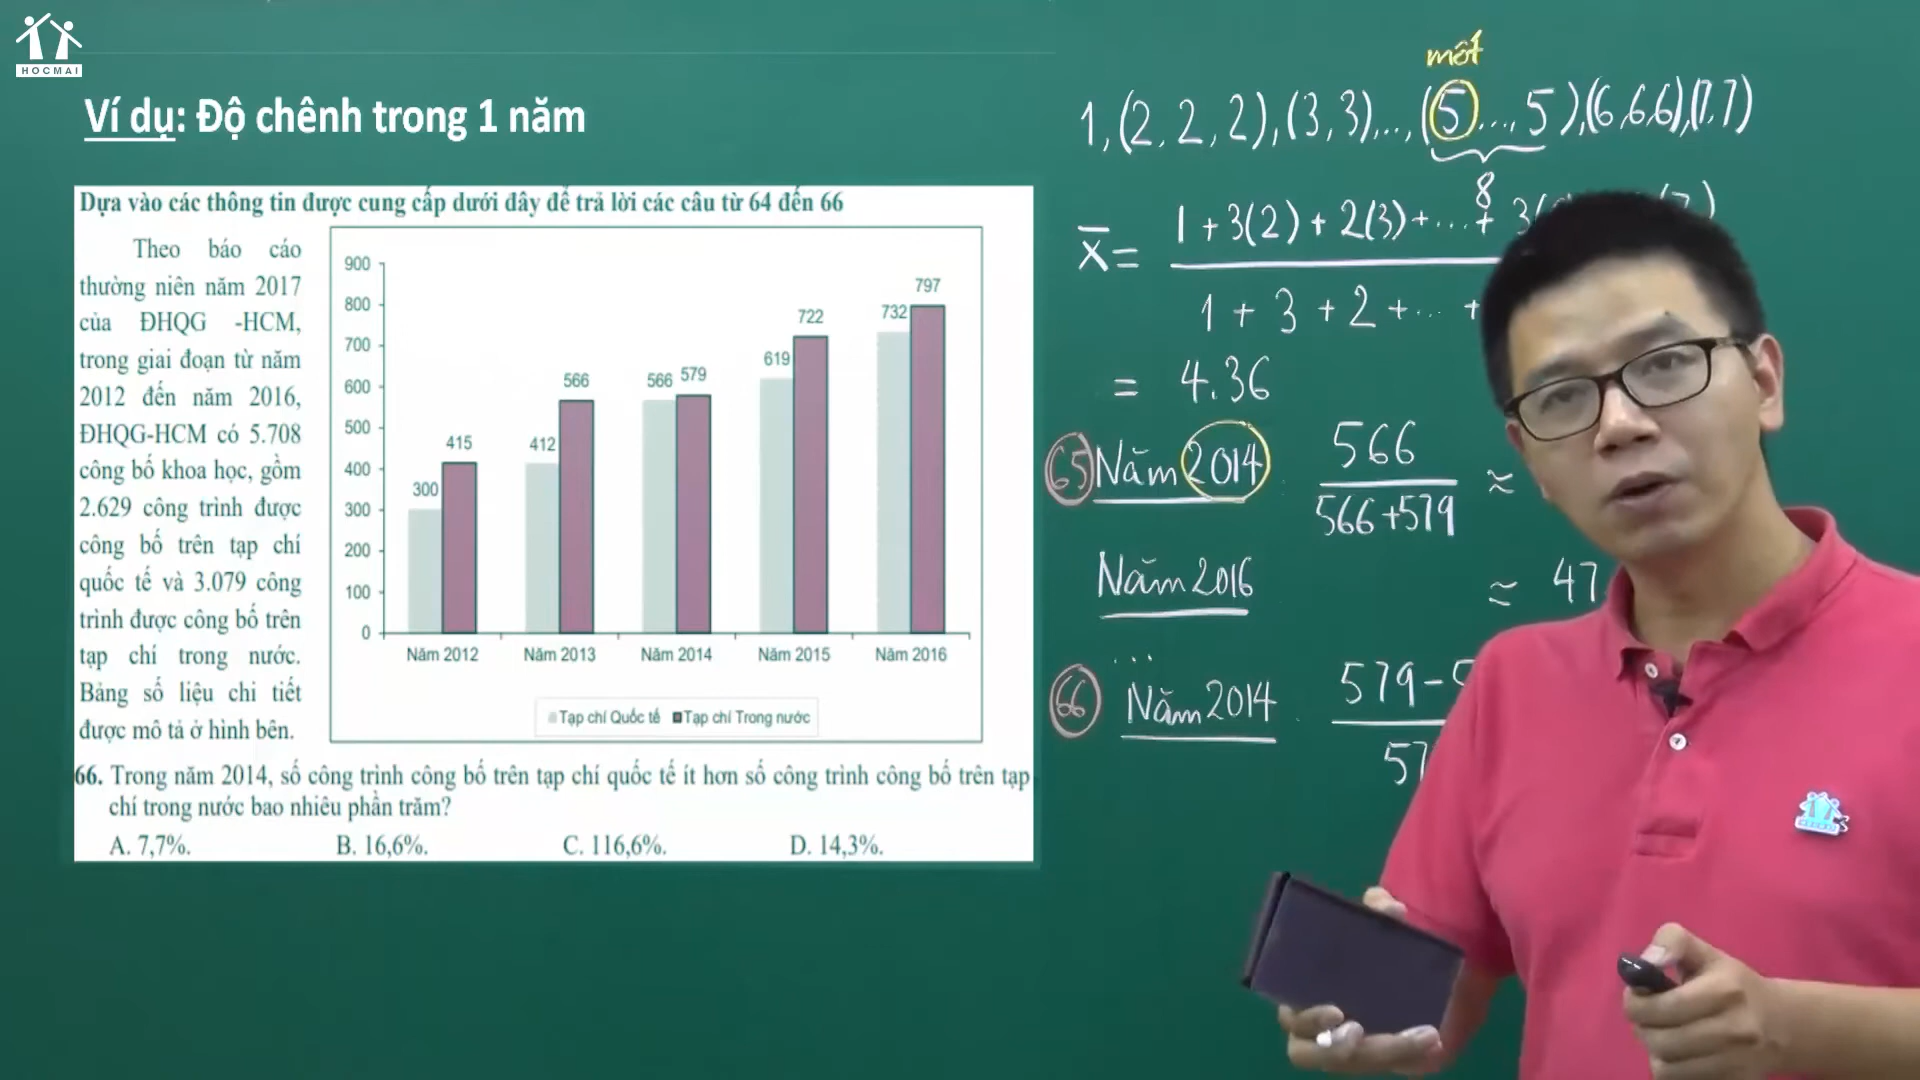 HOCMAI
Ví dụ: Độ chênh trong 1 năm
Dựa vào các thông tin được cung cấp dưới đây để trả lời các câu từ 64 đến 66
Theo báo cáo
thường niên năm 2017
của ĐHQG -HCM,
trong giai đoạn từ năm
2012 đến năm 2016,
ĐHQG-HCM có 5.708
công bố khoa học, gồm
2.629 công trình được
công bố trên tạp chí
quốc tế và 3.079 công
trình được công bố trên
tạp chí trong nước.
Bảng số liệu chi tiết
được mô tả ở hình bên.
900
800
700
600
500
400
300
200
100
0
300 415
412 566
566 579
619 722
732 797
Năm 2012 Năm 2013 Năm 2014 Năm 2015 Năm 2016
Tạp chí Quốc tế Tạp chí Trong nước
66. Trong năm 2014, số công trình công bố trên tạp chí quốc tế ít hơn số công trình công bố trên tạp
chí trong nước bao nhiêu phần trăm?
A. 7,7%. B. 16,6%. C. 116,6%. D. 14,3%.
mốt
1, (2, 2, 2), (3, 3), ..., (5 ..., 5), (6,6,6), (7,7)
8
x̄ = 1 + 3(2) + 2(3) + ... +
1 + 3 + 2 + ... +
= 4.36
65 Năm 2014 566
566+579 ≈
Năm 2016 ≈ 47
66 Năm 2014 579 -